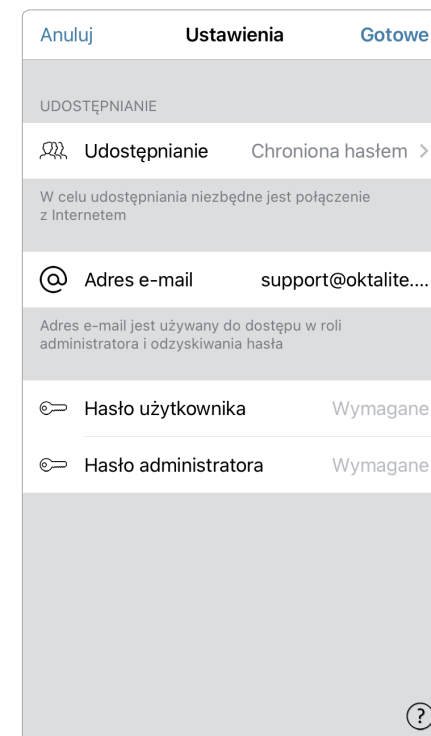 Anuluj Ustawienia Gotowe
UDOSTĘPNIANIE
Udostępnianie Chroniona hasłem >
W celu udostępniania niezbędne jest połączenie
z Internetem
@ Adres e-mail support@oktalite....
Adres e-mail jest używany do dostępu w roli
administratora i odzyskiwania hasła
Hasło użytkownika Wymagane
Hasło administratora Wymagane
?